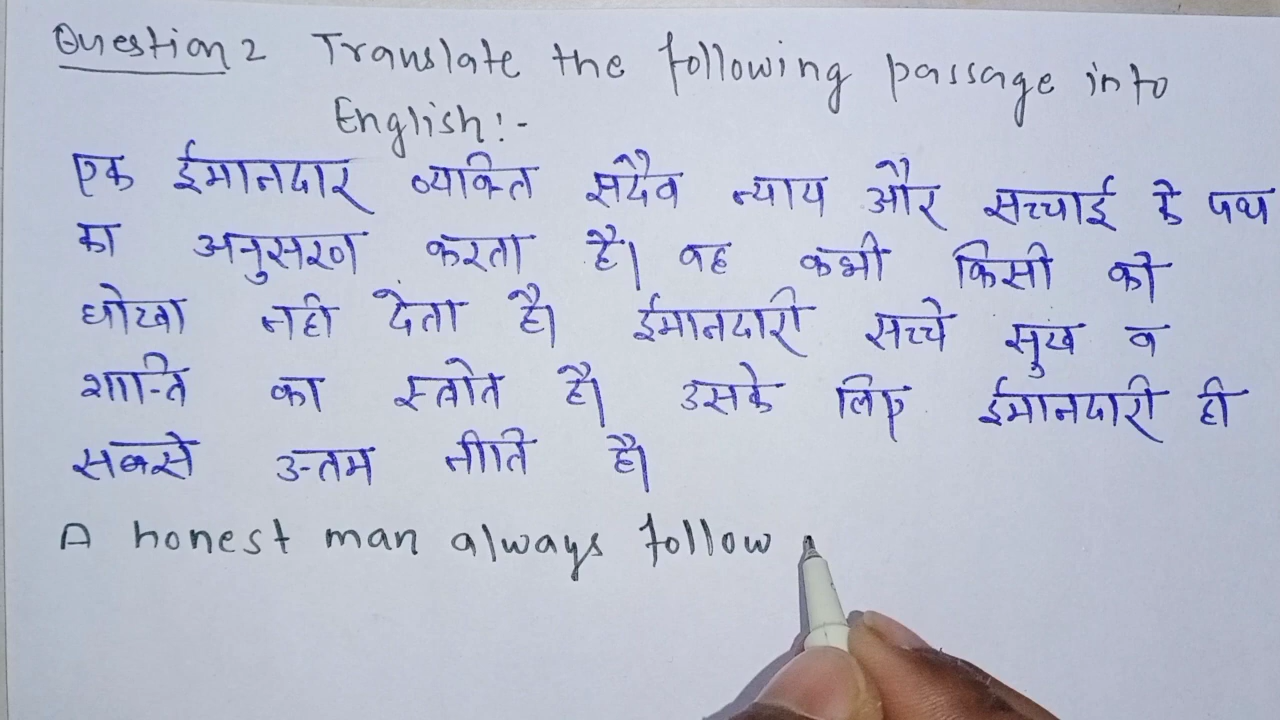 Question 2 Translate the following passage into
English:-
एक ईमानदार व्यक्ति सदैव न्याय और सच्चाई के पथ
का अनुसरण करता है। वह कभी किसी को
धोखा नही देता है। ईमानदारी सच्चे सुख व
शान्ति का स्त्रोत है। उसके लिए ईमानदारी ही
सबसे उत्तम नीति है।
A honest man always follow